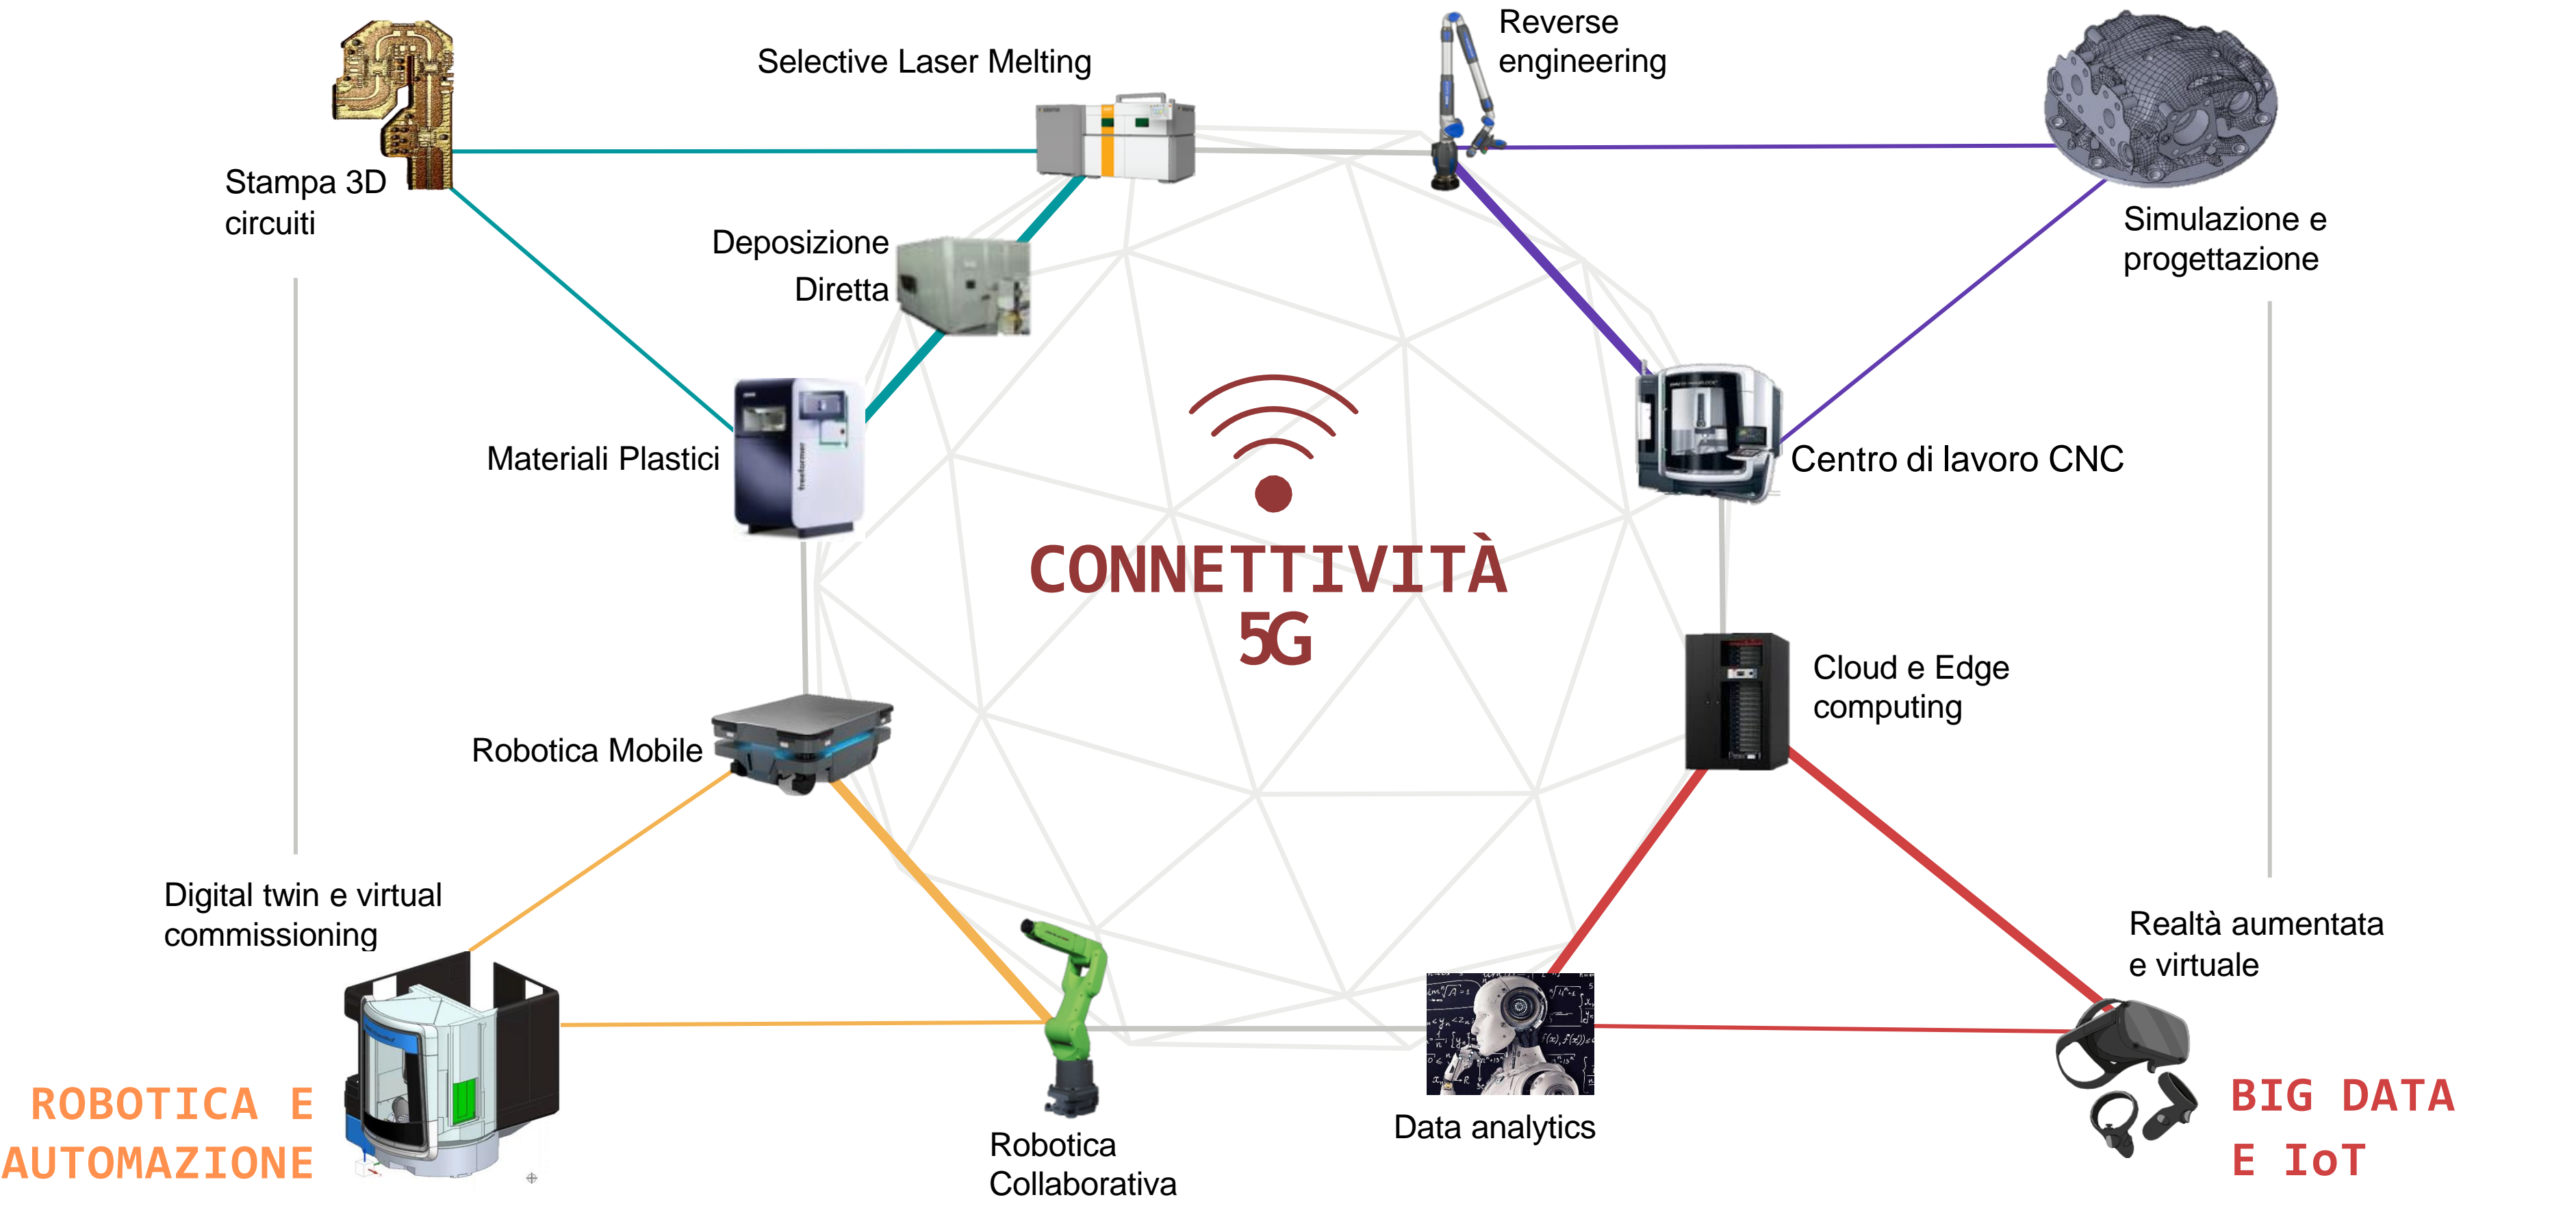 Reverse
engineering
Selective Laser Melting
Stampa 3D
circuiti
Deposizione
Diretta
Simulazione e
progettazione
Materiali Plastici
freeformer
Centro di lavoro CNC
CONNETTIVITÀ
5G
Cloud e Edge
computing
Robotica Mobile
Digital twin e virtual
commissioning
Realtà aumentata
e virtuale
ROBOTICA E
AUTOMAZIONE
Data analytics
BIG DATA
E IoT
Robotica
Collaborativa